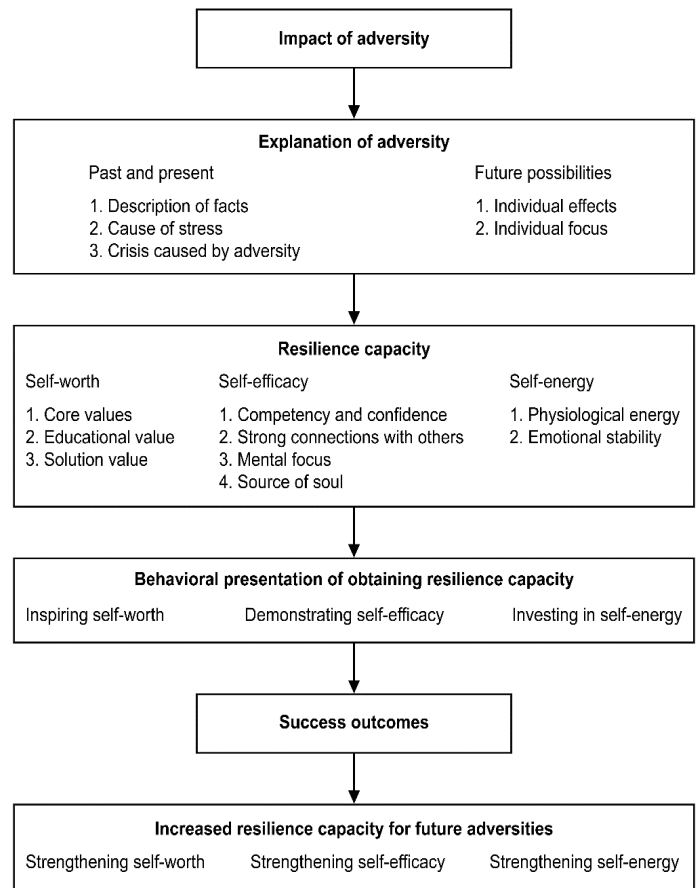 Impact of adversity
Explanation of adversity
Past and present
1. Description of facts
2. Cause of stress
3. Crisis caused by adversity
Future possibilities
1. Individual effects
2. Individual focus
Resilience capacity
Self-worth
1. Core values
2. Educational value
3. Solution value
Self-efficacy
1. Competency and confidence
2. Strong connections with others
3. Mental focus
4. Source of soul
Self-energy
1. Physiological energy
2. Emotional stability
Behavioral presentation of obtaining resilience capacity
Inspiring self-worth Demonstrating self-efficacy Investing in self-energy
Success outcomes
Increased resilience capacity for future adversities
Strengthening self-worth Strengthening self-efficacy Strengthening self-energy